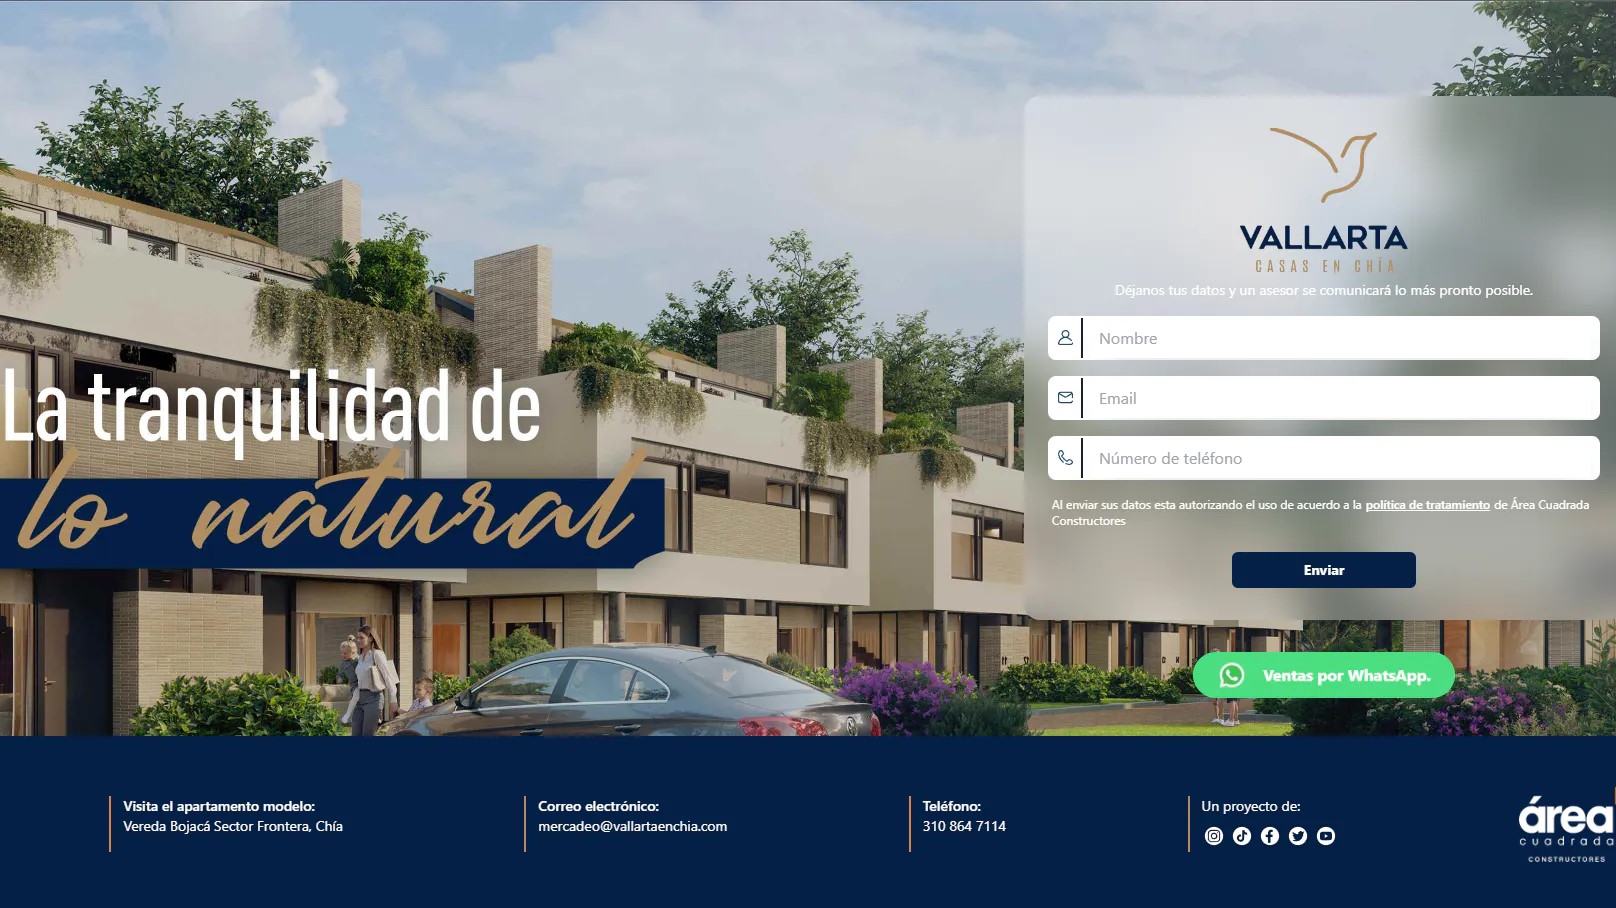 La tranquilidad de
lo natural
VALLARTA
CASAS EN CHÍA
Déjanos tus datos y un asesor se comunicará lo más pronto posible.
Nombre
Email
Número de teléfono
Al enviar sus datos esta autorizando el uso de acuerdo a la política de tratamiento de Área Cuadrada
Constructores
Enviar
Ventas por WhatsApp.
Visita el apartamento modelo:
Vereda Bojacá Sector Frontera, Chía
Correo electrónico:
mercadeo@vallartaenchia.com
Teléfono:
310 864 7114
Un proyecto de:
área
cuadrada
CONSTRUCTORES